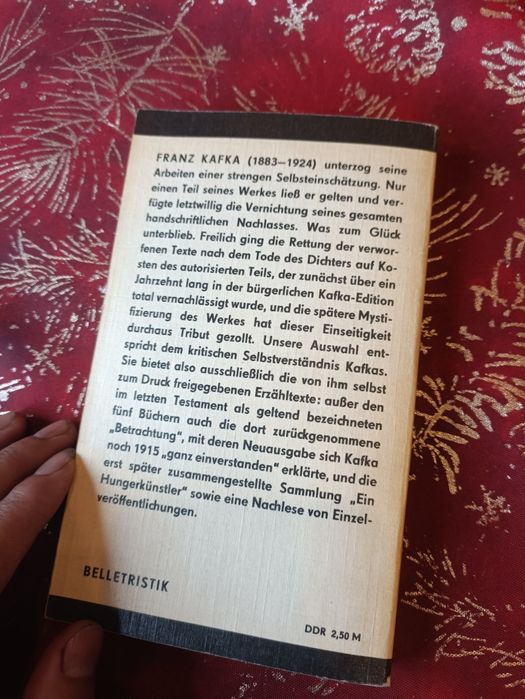 FRANZ KAFKA (1883–1924) unterzog seine
Arbeiten einer strengen Selbsteinschätzung. Nur
einen Teil seines Werkes ließ er gelten und ver-
fügte letztwillig die Vernichtung seines gesamten
handschriftlichen Nachlasses. Was zum Glück
unterblieb. Freilich ging die Rettung der verwor-
fenen Texte nach dem Tode des Dichters auf Ko-
sten des autorisierten Teils, der zunächst über ein
Jahrzehnt lang in der bürgerlichen Kafka-Edition
total vernachlässigt wurde, und die spätere Mysti-
fizierung des Werkes hat dieser Einseitigkeit
durchaus Tribut gezollt. Unsere Auswahl ent-
spricht dem kritischen Selbstverständnis Kafkas.
Sie bietet also ausschließlich die von ihm selbst
zum Druck freigegebenen Erzähltexte: außer den
im letzten Testament als geltend bezeichneten
fünf Büchern auch die dort zurückgenommene
„Betrachtung“, mit deren Neuausgabe sich Kafka
noch 1915 „ganz einverstanden“ erklärte, und die
erst später zusammengestellte Sammlung „Ein
Hungerkünstler“ sowie eine Nachlese von Einzel-
veröffentlichungen.
BELLETRISTIK
DDR 2,50 M